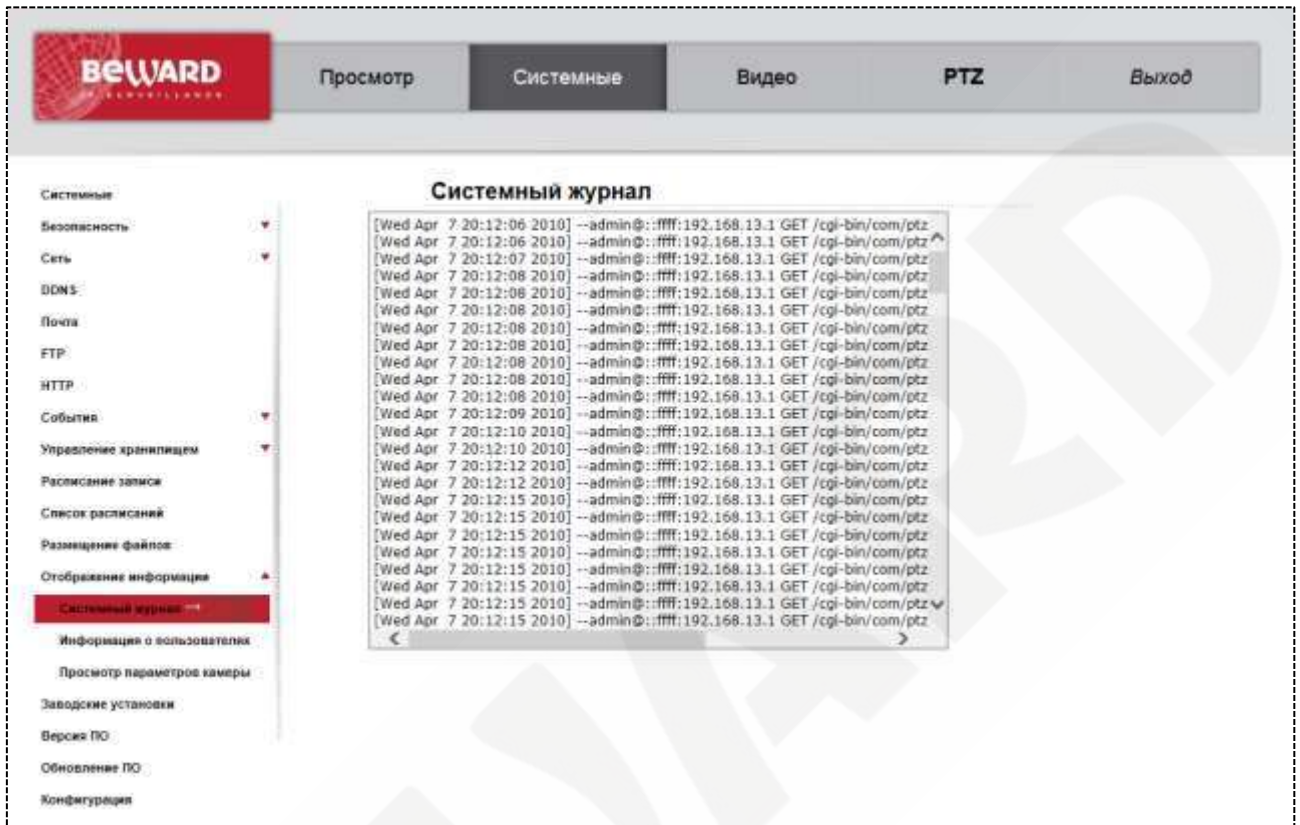 BEWARD
Просмотр
Системные
Видео
PTZ
Выход
Системные
Безопасность
Сеть
DDNS
Почта
FTP
HTTP
События
Управление хранилищем
Расписание записи
Список расписаний
Размещение файлов
Отображение информации
Системный журнал
Информация о пользователях
Просмотр параметров камеры
Заводские установки
Версия ПО
Обновление ПО
Конфигурация
Системный журнал
[Wed Apr 7 20:12:06 2010] --admin@::ffff:192.168.13.1 GET /cgi-bin/com/ptz
[Wed Apr 7 20:12:06 2010] --admin@::ffff:192.168.13.1 GET /cgi-bin/com/ptz
[Wed Apr 7 20:12:07 2010] --admin@::ffff:192.168.13.1 GET /cgi-bin/com/ptz
[Wed Apr 7 20:12:08 2010] --admin@::ffff:192.168.13.1 GET /cgi-bin/com/ptz
[Wed Apr 7 20:12:08 2010] --admin@::ffff:192.168.13.1 GET /cgi-bin/com/ptz
[Wed Apr 7 20:12:08 2010] --admin@::ffff:192.168.13.1 GET /cgi-bin/com/ptz
[Wed Apr 7 20:12:08 2010] --admin@::ffff:192.168.13.1 GET /cgi-bin/com/ptz
[Wed Apr 7 20:12:08 2010] --admin@::ffff:192.168.13.1 GET /cgi-bin/com/ptz
[Wed Apr 7 20:12:08 2010] --admin@::ffff:192.168.13.1 GET /cgi-bin/com/ptz
[Wed Apr 7 20:12:08 2010] --admin@::ffff:192.168.13.1 GET /cgi-bin/com/ptz
[Wed Apr 7 20:12:08 2010] --admin@::ffff:192.168.13.1 GET /cgi-bin/com/ptz
[Wed Apr 7 20:12:09 2010] --admin@::ffff:192.168.13.1 GET /cgi-bin/com/ptz
[Wed Apr 7 20:12:10 2010] --admin@::ffff:192.168.13.1 GET /cgi-bin/com/ptz
[Wed Apr 7 20:12:10 2010] --admin@::ffff:192.168.13.1 GET /cgi-bin/com/ptz
[Wed Apr 7 20:12:12 2010] --admin@::ffff:192.168.13.1 GET /cgi-bin/com/ptz
[Wed Apr 7 20:12:12 2010] --admin@::ffff:192.168.13.1 GET /cgi-bin/com/ptz
[Wed Apr 7 20:12:15 2010] --admin@::ffff:192.168.13.1 GET /cgi-bin/com/ptz
[Wed Apr 7 20:12:15 2010] --admin@::ffff:192.168.13.1 GET /cgi-bin/com/ptz
[Wed Apr 7 20:12:15 2010] --admin@::ffff:192.168.13.1 GET /cgi-bin/com/ptz
[Wed Apr 7 20:12:15 2010] --admin@::ffff:192.168.13.1 GET /cgi-bin/com/ptz
[Wed Apr 7 20:12:15 2010] --admin@::ffff:192.168.13.1 GET /cgi-bin/com/ptz
[Wed Apr 7 20:12:15 2010] --admin@::ffff:192.168.13.1 GET /cgi-bin/com/ptz
[Wed Apr 7 20:12:15 2010] --admin@::ffff:192.168.13.1 GET /cgi-bin/com/ptz
[Wed Apr 7 20:12:15 2010] --admin@::ffff:192.168.13.1 GET /cgi-bin/com/ptz